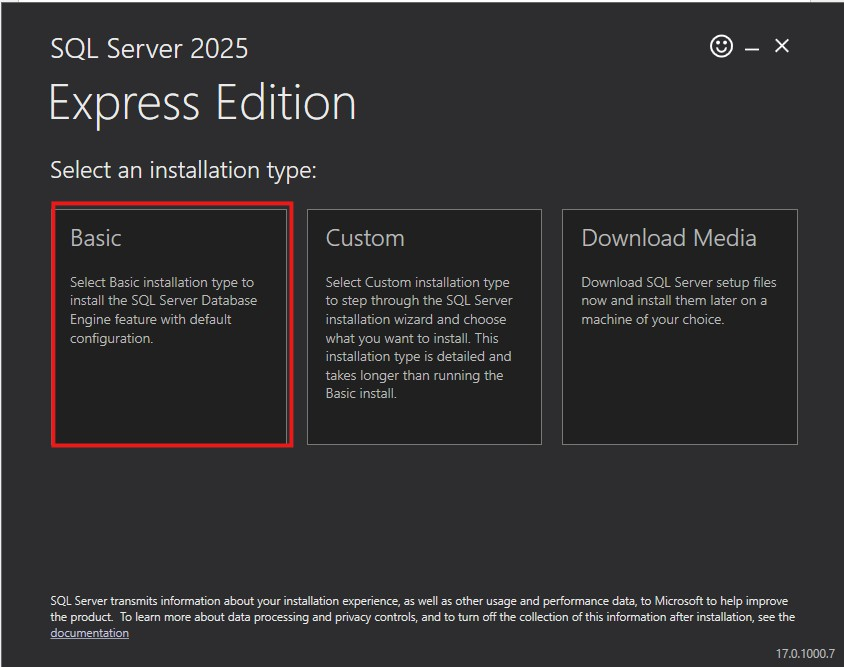 SQL Server 2025
Express Edition
Select an installation type:
Basic
Select Basic installation type to
install the SQL Server Database
Engine feature with default
configuration.
Custom
Select Custom installation type
to step through the SQL Server
installation wizard and choose
what you want to install. This
installation type is detailed and
takes longer than running the
Basic install.
Download Media
Download SQL Server setup files
now and install them later on a
machine of your choice.
SQL Server transmits information about your installation experience, as well as other usage and performance data, to Microsoft to help improve
the product.  To learn more about data processing and privacy controls, and to turn off the collection of this information after installation, see the
documentation
17.0.1000.7